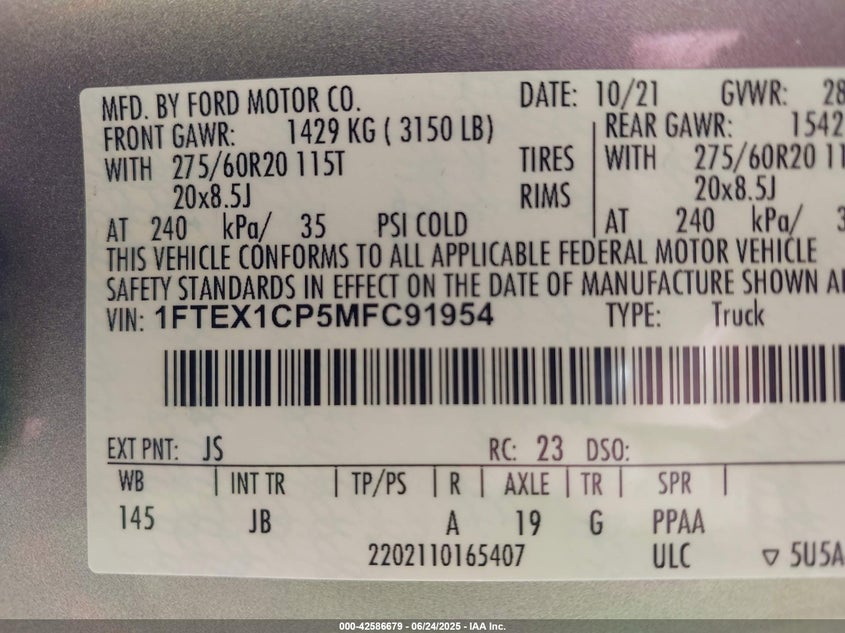 MFD. BY FORD MOTOR CO. DATE: 10/21 GVWR: 28
FRONT GAWR: 1429 KG ( 3150 LB) REAR GAWR: 1542
WITH 275/60R20 115T TIRES WITH 275/60R20 11
20x8.5J RIMS 20x8.5J
AT 240 kPa/ 35 PSI COLD AT 240 kPa/ 3
THIS VEHICLE CONFORMS TO ALL APPLICABLE FEDERAL MOTOR VEHICLE
SAFETY STANDARDS IN EFFECT ON THE DATE OF MANUFACTURE SHOWN A
VIN: 1FTEX1CP5MFC91954 TYPE: Truck
EXT PNT: JS RC: 23 DSO:
WB | INT TR | TP/PS | R | AXLE | TR | SPR |
145 JB A 19 G PPAA
2202110165407 ULC ▽ 5U5A
000-42586679 - 06/24/2025 - IAA Inc.